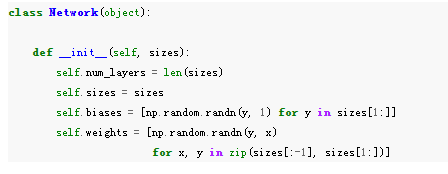 class Network(object):
    def __init__(self, sizes):
        self.num_layers = len(sizes)
        self.sizes = sizes
        self.biases = [np.random.randn(y, 1) for y in sizes[1:]]
        self.weights = [np.random.randn(y, x)
                        for x, y in zip(sizes[:-1], sizes[1:])]